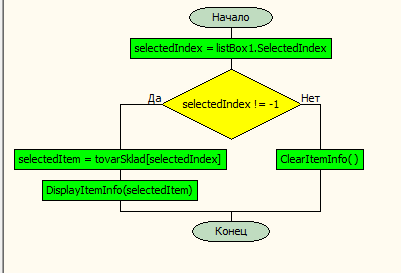 Начало
selectedIndex = listBox1.SelectedIndex
selectedIndex != -1
Да
Нет
selectedItem = tovarSklad[selectedIndex]
ClearItemInfo()
DisplayItemInfo(selectedItem)
Конец